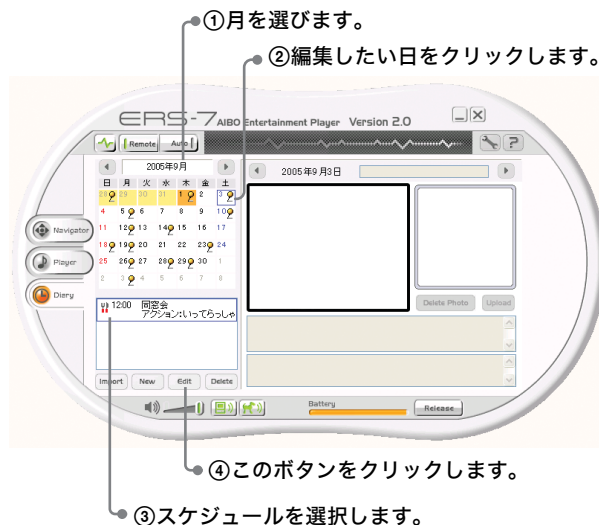 ①月を選びます。
②編集したい日をクリックします。
ERS-7 AIBO Entertainment Player Version 2.0
Remote Auto
2005年9月
2005年9月3日
日 月 火 水 木 金 土
28 29 30 31 1 2 3
4 5 6 7 8 9 10
11 12 13 14 15 16 17
18 19 20 21 22 23 24
25 26 27 28 29 30 1
2 3 4 5 6 7 8
Navigator
Player
Diary
12:00 同窓会
アクション:いってらっしゃ
Delete Photo Upload
Import New Edit Delete
Battery
Release
④このボタンをクリックします。
③スケジュールを選択します。